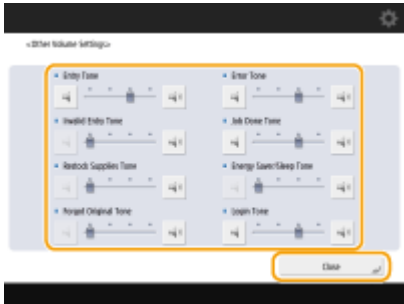 <Other Volume Settings>
Entry Tone
Error Tone
Invalid Entry Tone
Job Done Tone
Restock Supplies Tone
Energy Saver/Sleep Tone
Forgot Original Tone
Login Tone
Close